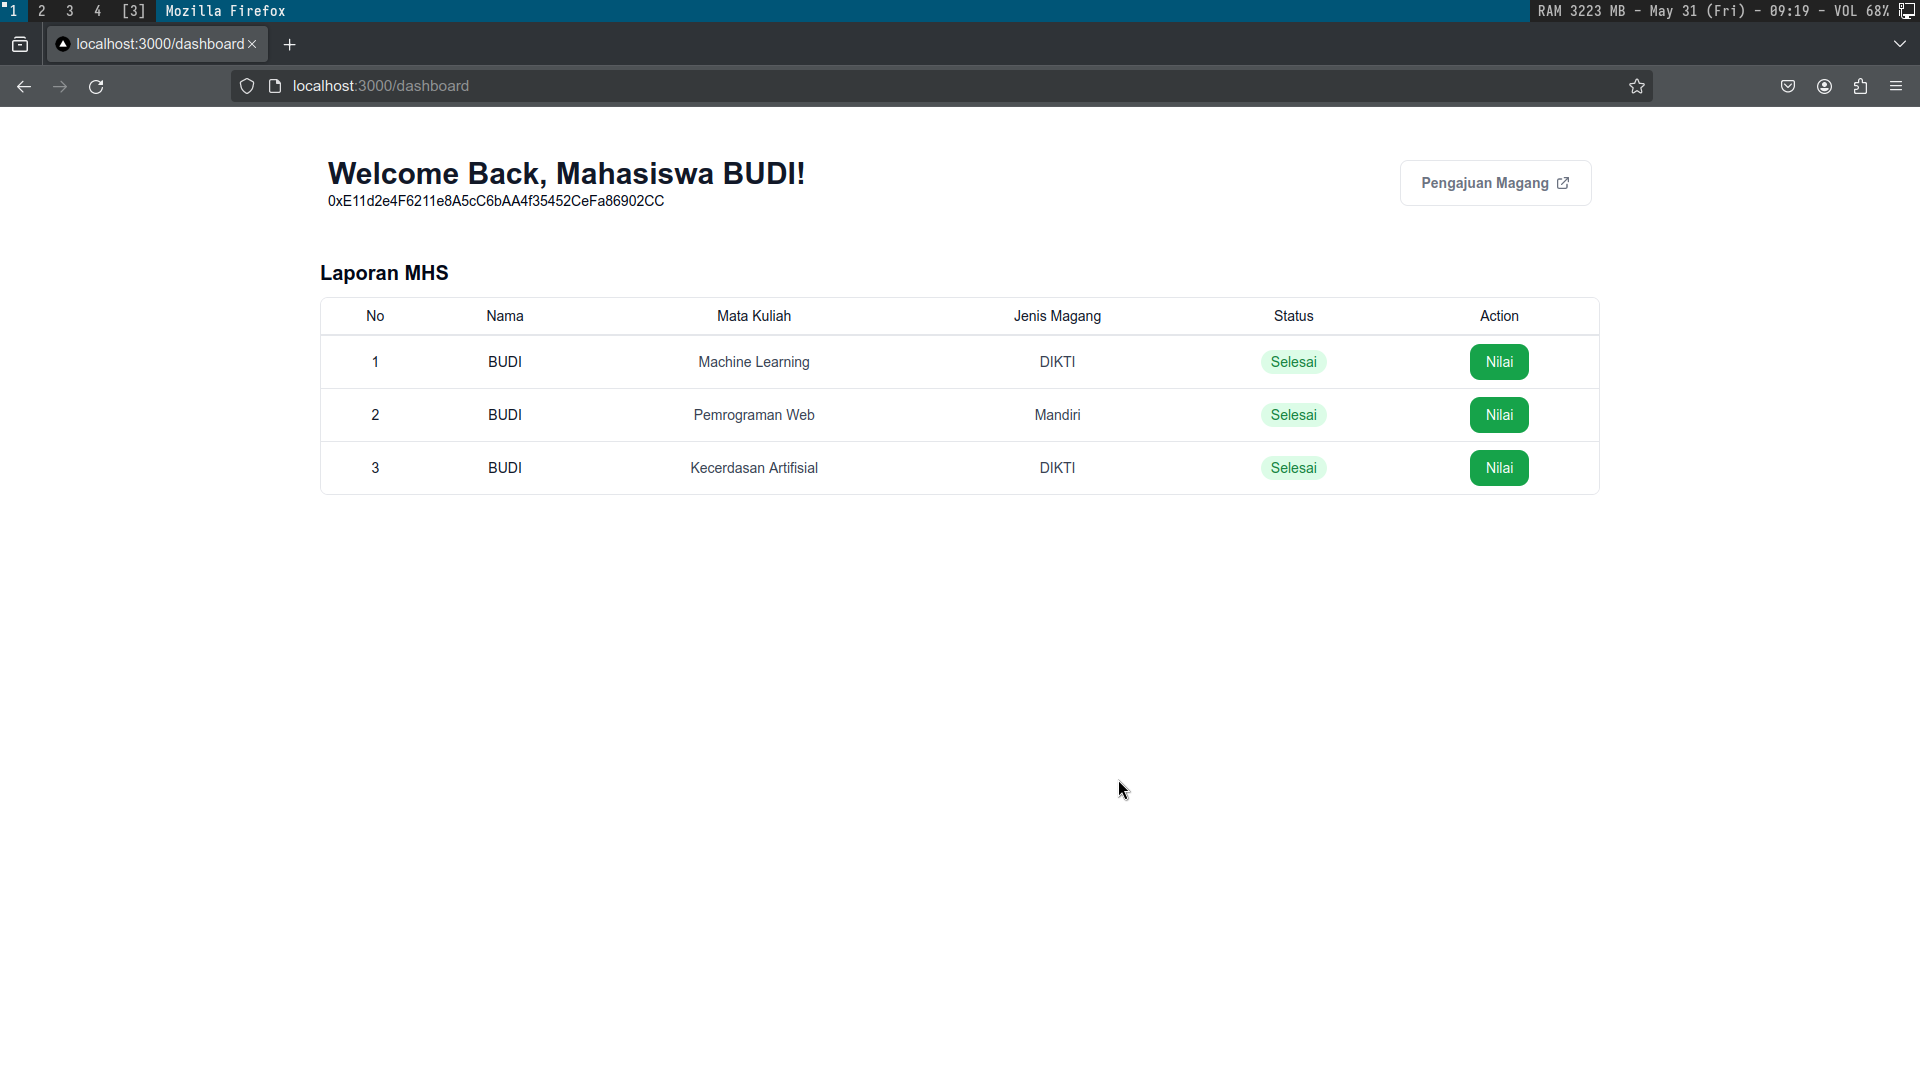 1 2 3 4 [3] Mozilla Firefox RAM 3223 MB - May 31 (Fri) - 09:19 - VOL 68%
localhost:3000/dashboard
localhost:3000/dashboard
Welcome Back, Mahasiswa BUDI!
0xE11d2e4F6211e8A5cC6bAA4f35452CeFa86902CC
Pengajuan Magang
Laporan MHS
No Nama Mata Kuliah Jenis Magang Status Action
1 BUDI Machine Learning DIKTI Selesai Nilai
2 BUDI Pemrograman Web Mandiri Selesai Nilai
3 BUDI Kecerdasan Artifisial DIKTI Selesai Nilai